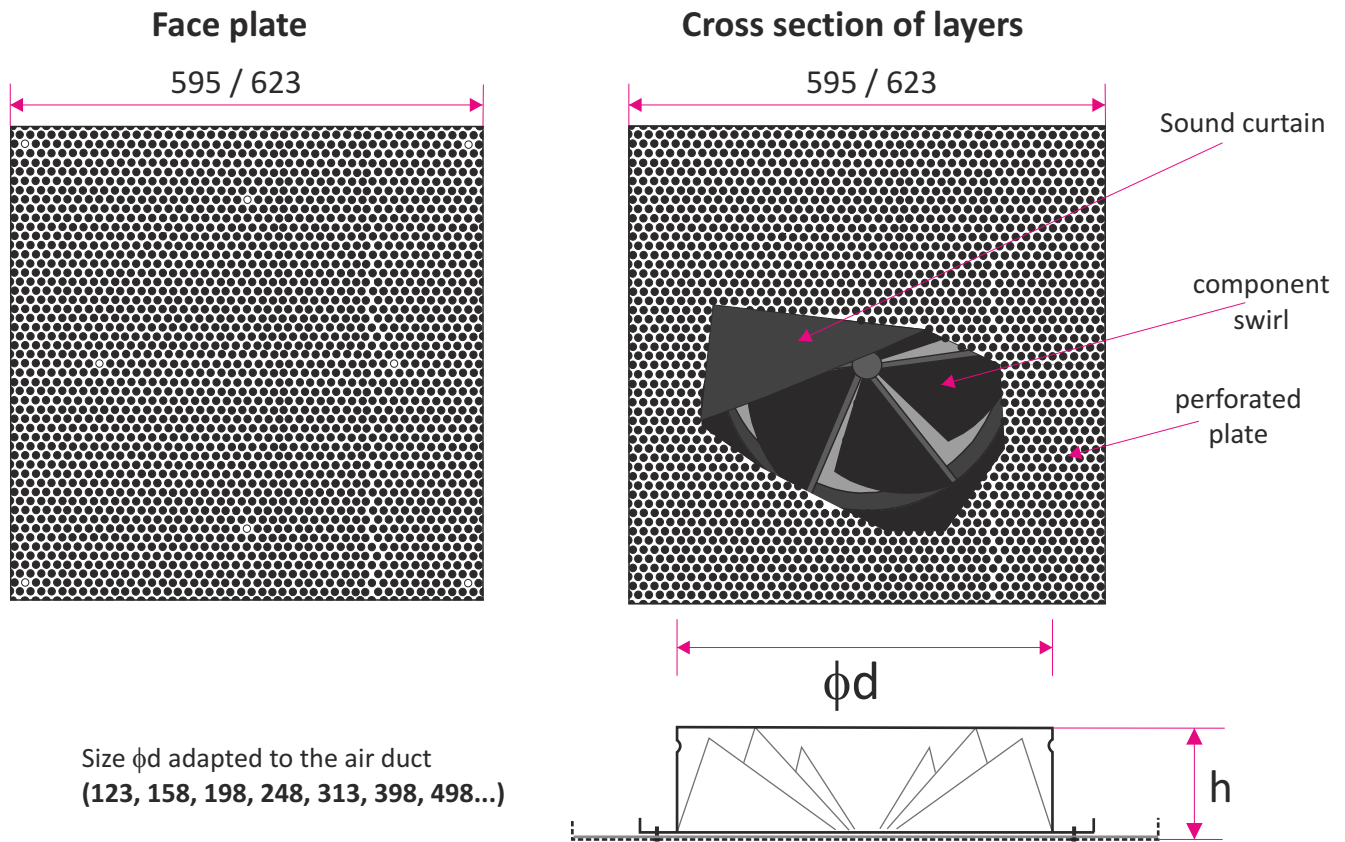 Face plate
Cross section of layers
595 / 623
595 / 623
Sound curtain
component
swirl
perforated
plate
ϕd
h
Size ϕd adapted to the air duct
(123, 158, 198, 248, 313, 398, 498...)